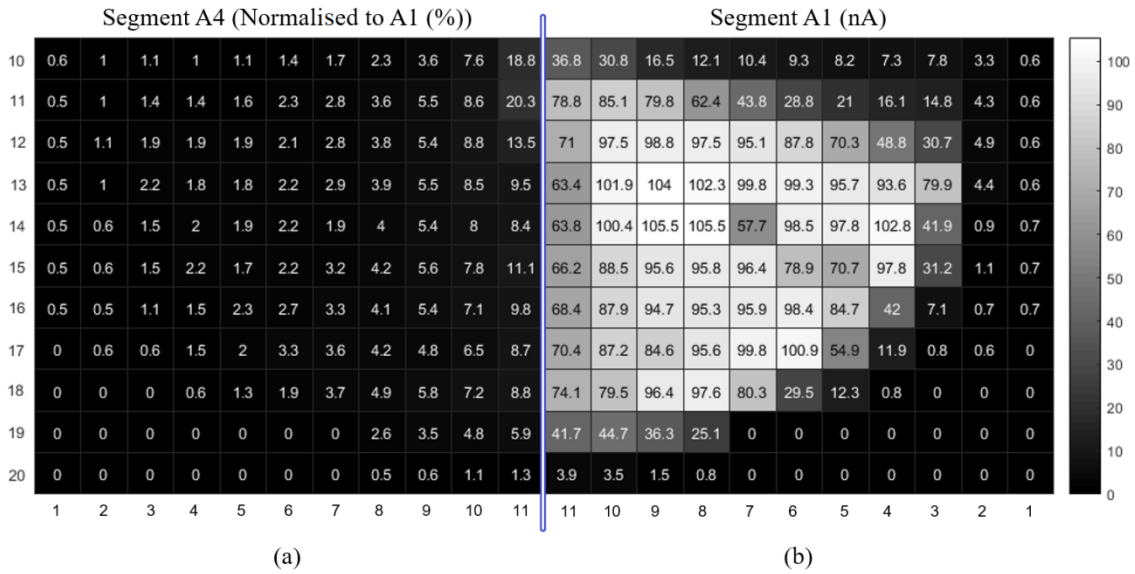 Segment A4 (Normalised to A1 (%)) Segment A1 (nA)
10 0.6 1 1.1 1 1.1 1.4 1.7 2.3 3.6 7.6 18.8 36.8 30.8 16.5 12.1 10.4 9.3 8.2 7.3 7.8 3.3 0.6
11 0.5 1 1.4 1.4 1.6 2.3 2.8 3.6 5.5 8.6 20.3 78.8 85.1 79.8 62.4 43.8 28.8 21 16.1 14.8 4.3 0.6
12 0.5 1.1 1.9 1.9 1.9 2.1 2.8 3.8 5.4 8.8 13.5 71 97.5 98.8 97.5 95.1 87.8 70.3 48.8 30.7 4.9 0.6
13 0.5 1 2.2 1.8 1.8 2.2 2.9 3.9 5.5 8.5 9.5 63.4 101.9 104 102.3 99.8 99.3 95.7 93.6 79.9 4.4 0.6
14 0.5 0.6 1.5 2 1.9 2.2 1.9 4 5.4 8 8.4 63.8 100.4 105.5 105.5 57.7 98.5 97.8 102.8 41.9 0.9 0.7
15 0.5 0.6 1.5 2.2 1.7 2.2 3.2 4.2 5.6 7.8 11.1 66.2 88.5 95.6 95.8 96.4 78.9 70.7 97.8 31.2 1.1 0.7
16 0.5 0.5 1.1 1.5 2.3 2.7 3.3 4.1 5.4 7.1 9.8 68.4 87.9 94.7 95.3 95.9 98.4 84.7 42 7.1 0.7 0.7
17 0 0.6 0.6 1.5 2 3.3 3.6 4.2 4.8 6.5 8.7 70.4 87.2 84.6 95.6 99.8 100.9 54.9 11.9 0.8 0.6 0
18 0 0 0 0.6 1.3 1.9 3.7 4.9 5.8 7.2 8.8 74.1 79.5 96.4 97.6 80.3 29.5 12.3 0.8 0 0 0
19 0 0 0 0 0 0 0 2.6 3.5 4.8 5.9 41.7 44.7 36.3 25.1 0 0 0 0 0 0 0
20 0 0 0 0 0 0 0 0.5 0.6 1.1 1.3 3.9 3.5 1.5 0.8 0 0 0 0 0 0 0
1 2 3 4 5 6 7 8 9 10 11 11 10 9 8 7 6 5 4 3 2 1
100
90
80
70
60
50
40
30
20
10
0
(a) (b)